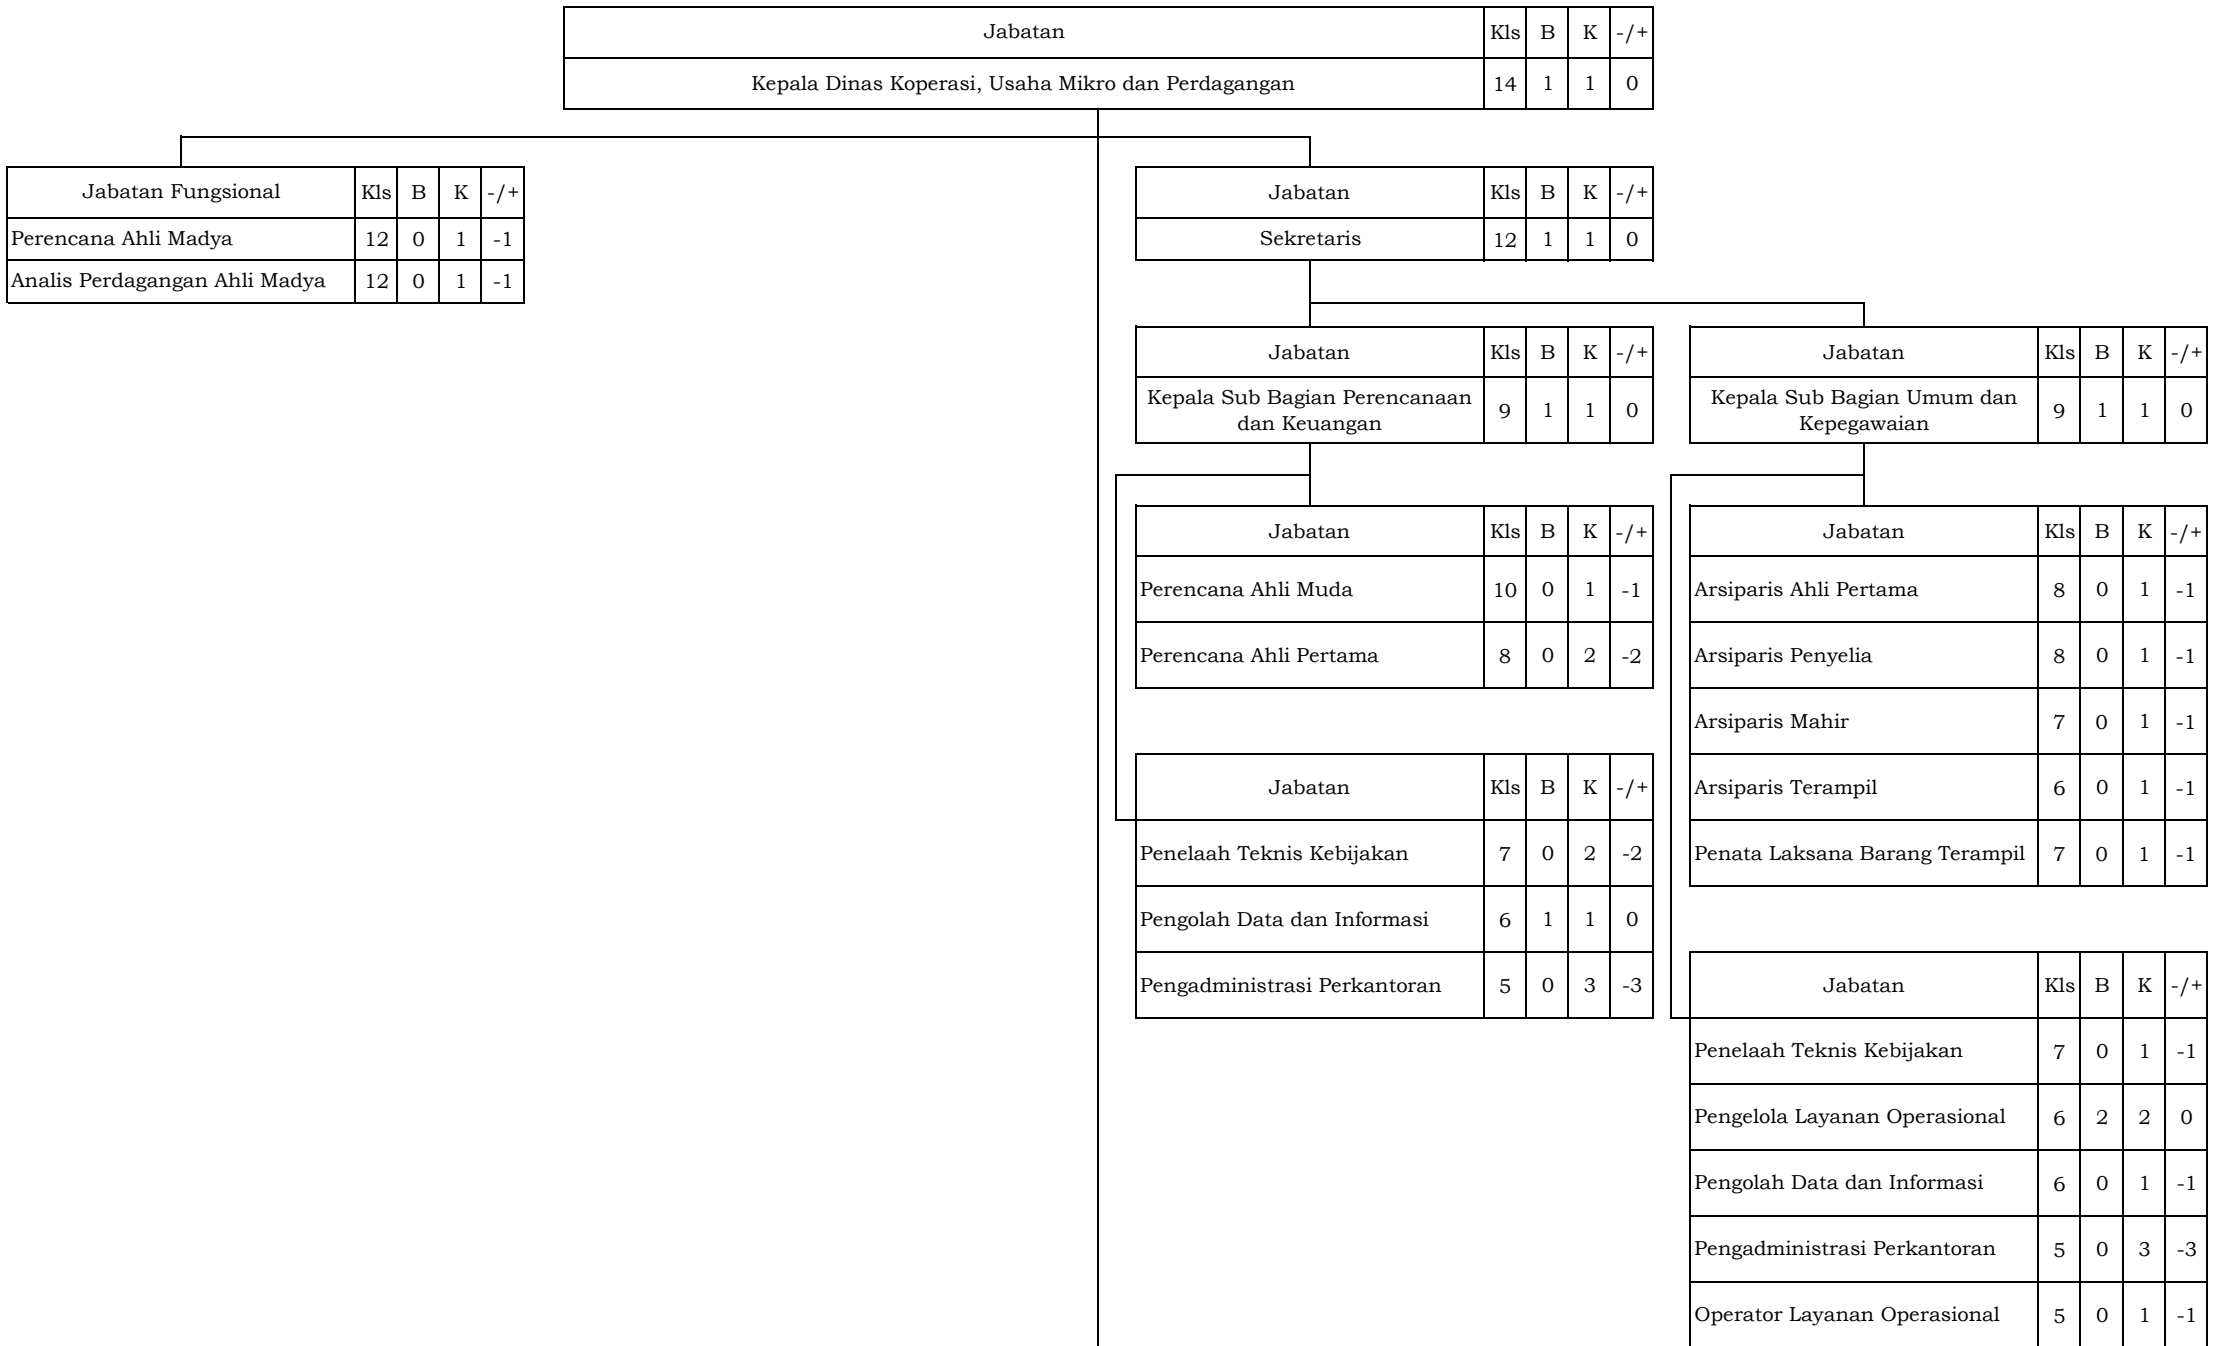 Jabatan Kls B K -/+
Kepala Dinas Koperasi, Usaha Mikro dan Perdagangan 14 1 1 0
Jabatan Fungsional Kls B K -/+
Perencana Ahli Madya 12 0 1 -1
Analis Perdagangan Ahli Madya 12 0 1 -1
Jabatan Kls B K -/+
Sekretaris 12 1 1 0
Jabatan Kls B K -/+
Kepala Sub Bagian Perencanaan
dan Keuangan 9 1 1 0
Jabatan Kls B K -/+
Perencana Ahli Muda 10 0 1 -1
Perencana Ahli Pertama 8 0 2 -2
Jabatan Kls B K -/+
Penelaah Teknis Kebijakan 7 0 2 -2
Pengolah Data dan Informasi 6 1 1 0
Pengadministrasi Perkantoran 5 0 3 -3
Jabatan Kls B K -/+
Kepala Sub Bagian Umum dan
Kepegawaian 9 1 1 0
Jabatan Kls B K -/+
Arsiparis Ahli Pertama 8 0 1 -1
Arsiparis Penyelia 8 0 1 -1
Arsiparis Mahir 7 0 1 -1
Arsiparis Terampil 6 0 1 -1
Penata Laksana Barang Terampil 7 0 1 -1
Jabatan Kls B K -/+
Penelaah Teknis Kebijakan 7 0 1 -1
Pengelola Layanan Operasional 6 2 2 0
Pengolah Data dan Informasi 6 0 1 -1
Pengadministrasi Perkantoran 5 0 3 -3
Operator Layanan Operasional 5 0 1 -1